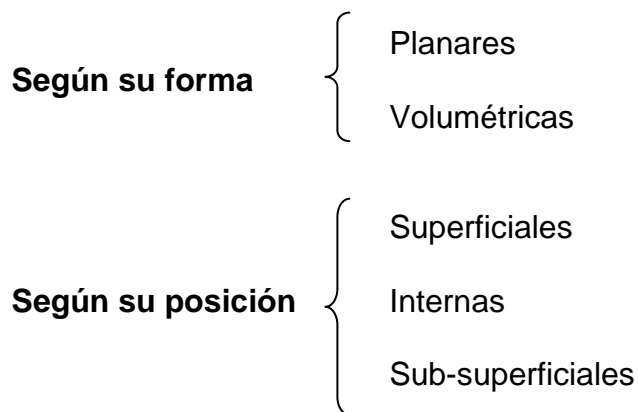 Planares
Según su forma
Volumétricas
Superficiales
Según su posición Internas
Sub-superficiales